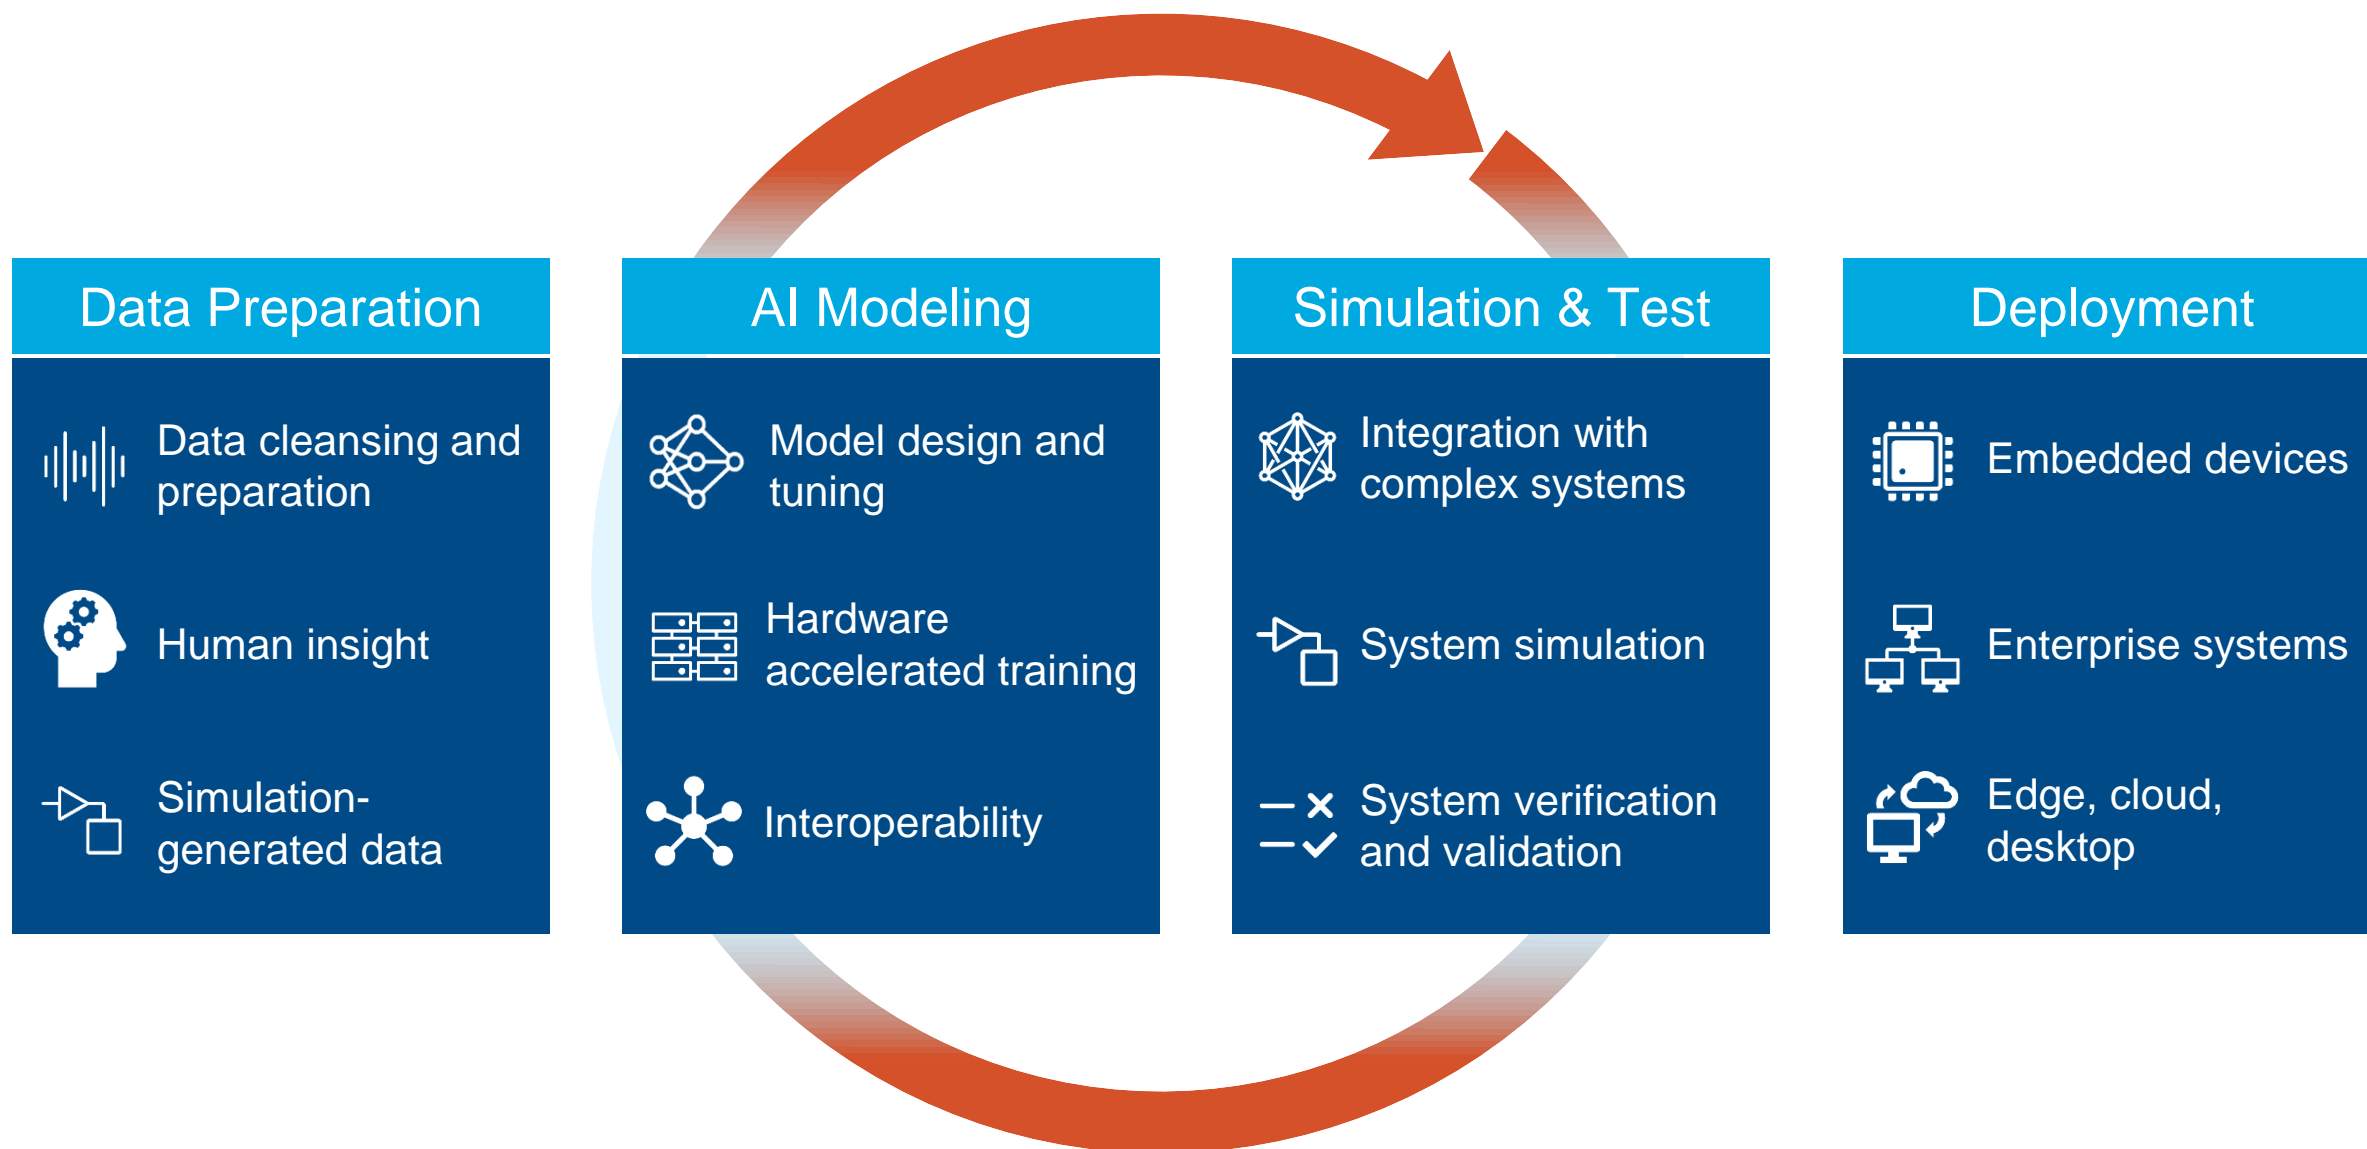 Data Preparation
Data cleansing and
preparation
Human insight
Simulation-
generated data
AI Modeling
Model design and
tuning
Hardware
accelerated training
Interoperability
Simulation & Test
Integration with
complex systems
System simulation
System verification
and validation
Deployment
Embedded devices
Enterprise systems
Edge, cloud,
desktop